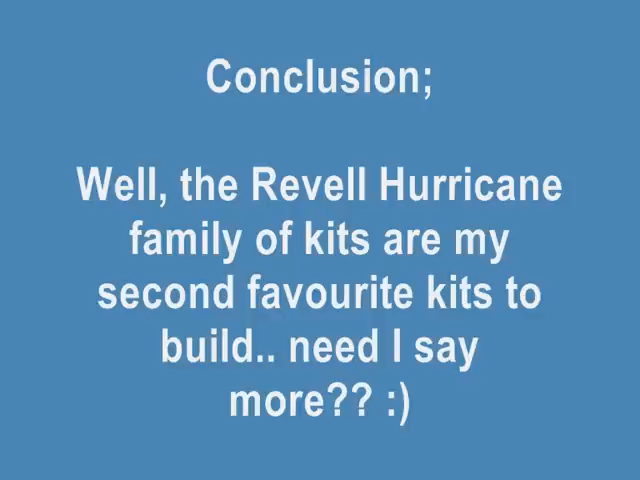 Conclusion;
Well, the Revell Hurricane
family of kits are my
second favourite kits to
build.. need I say
more?? :)